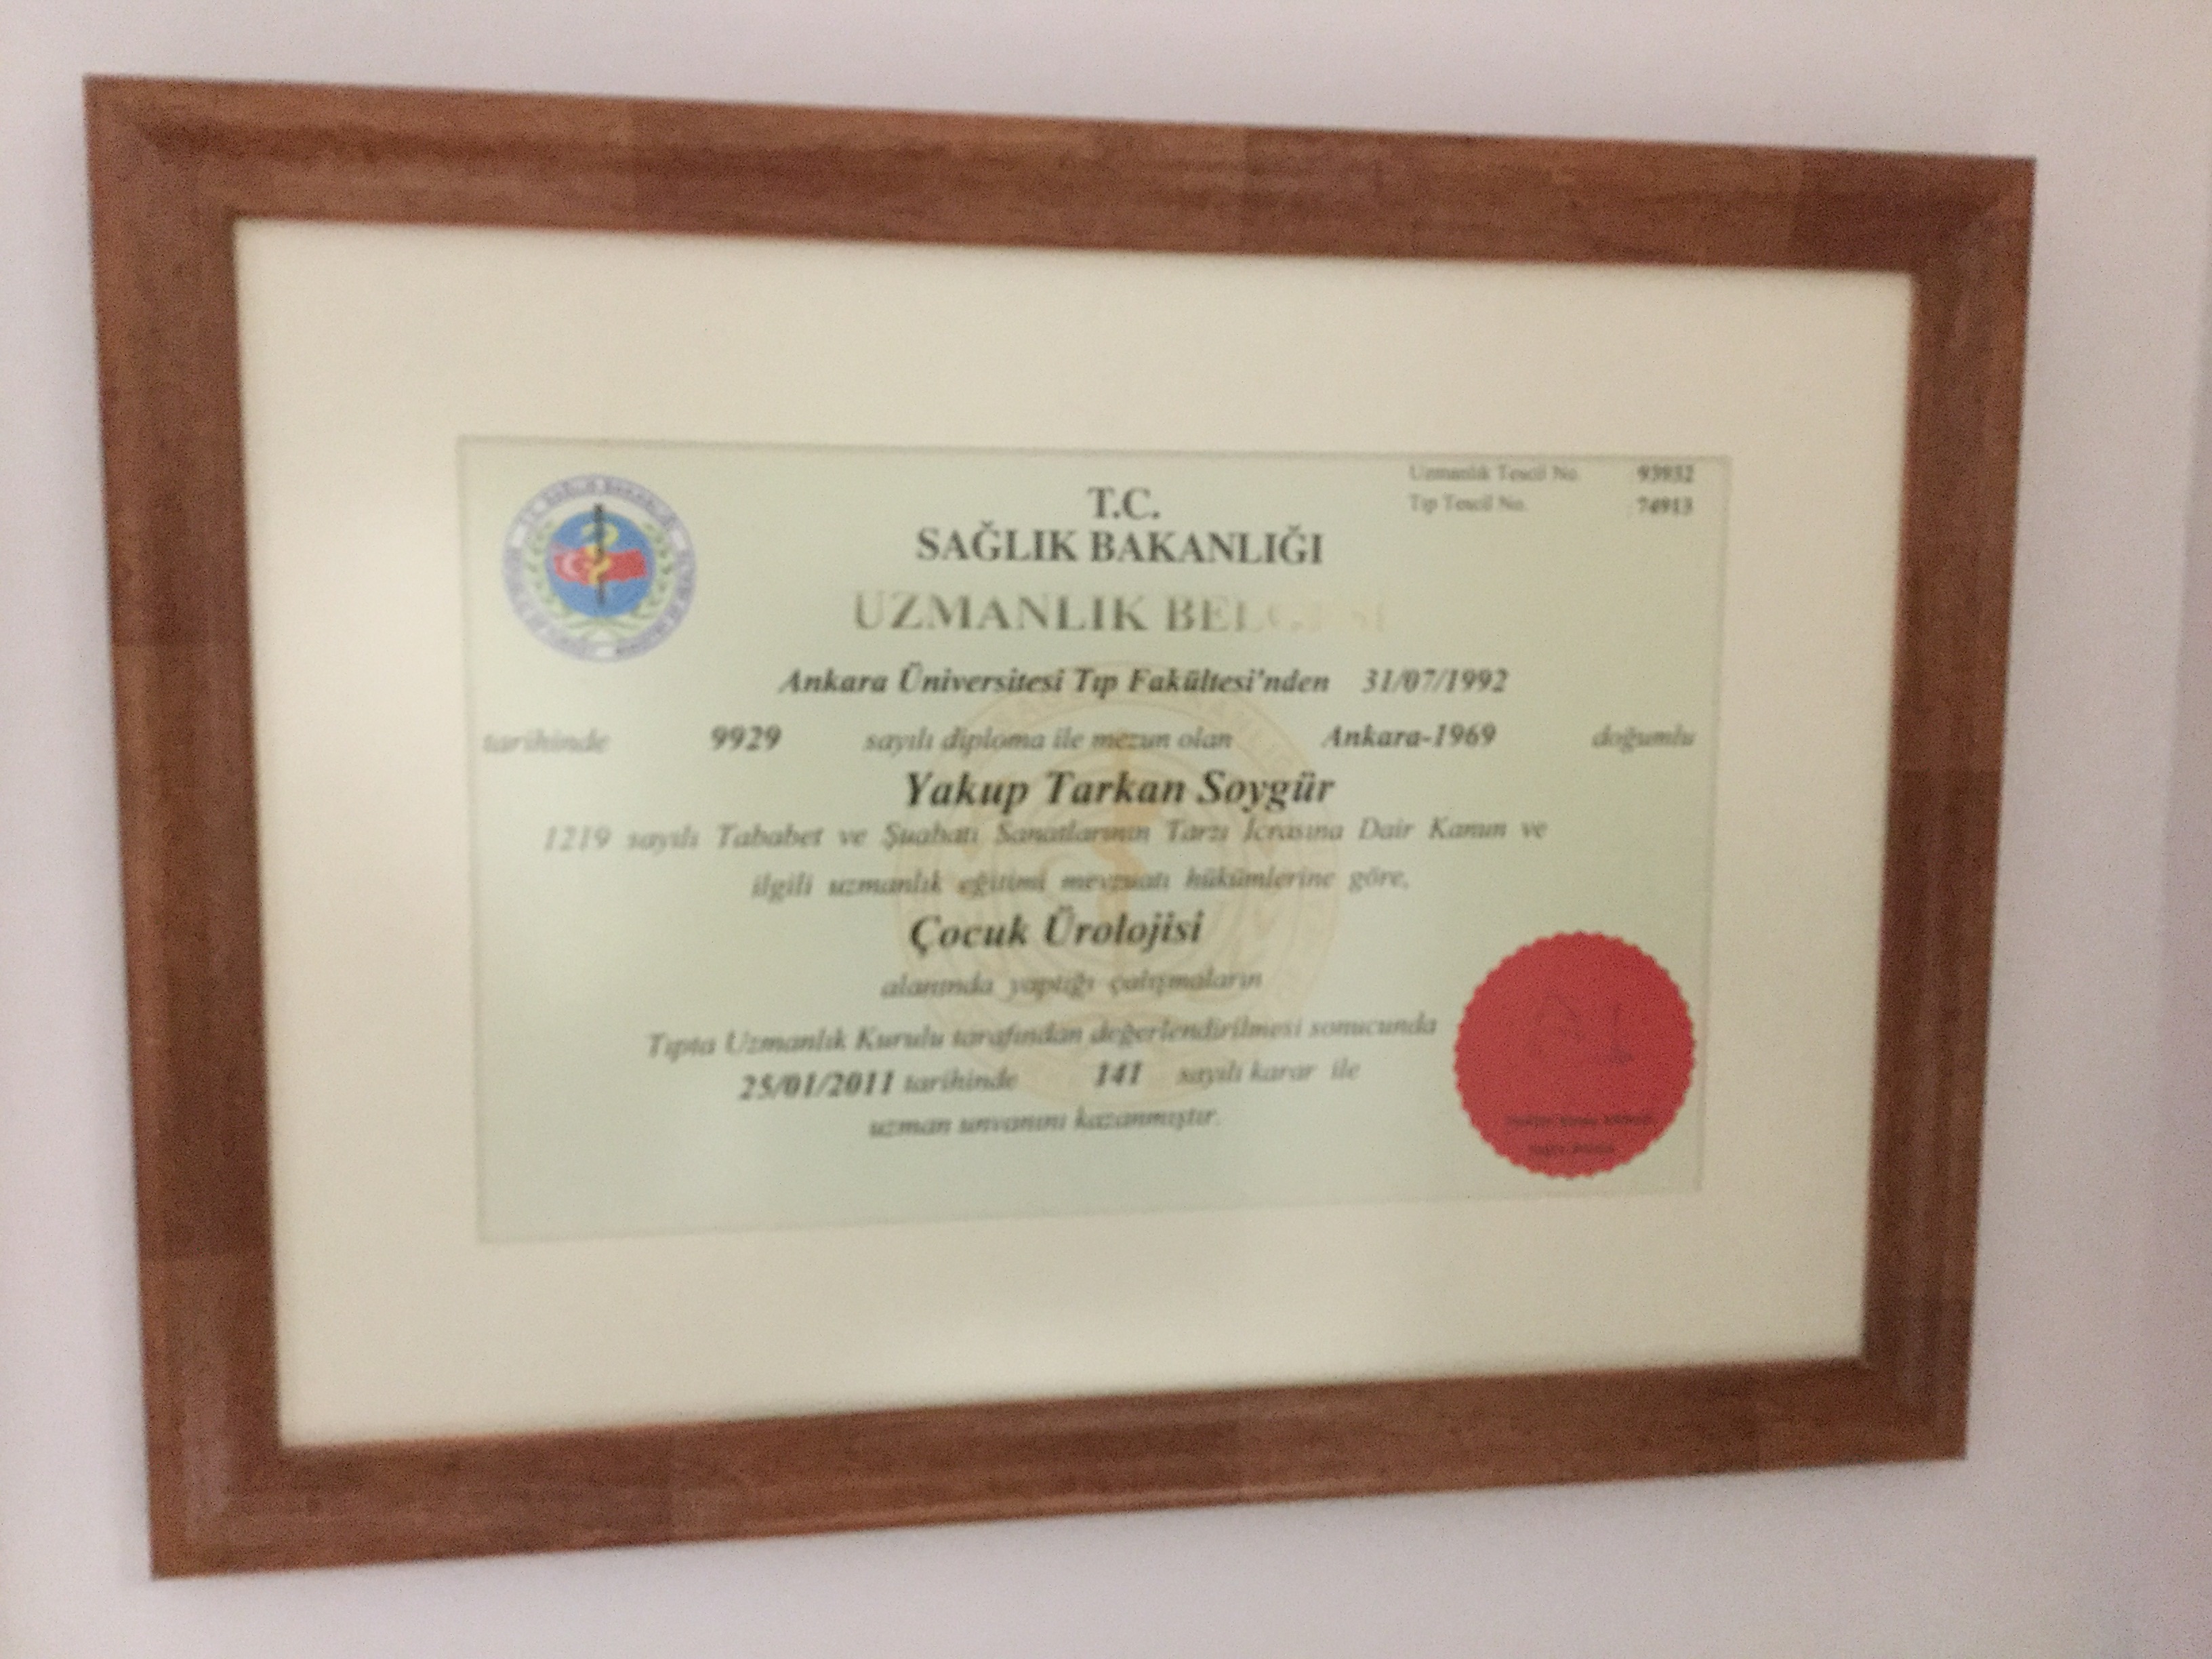 Uzmanlık Tescil No. 93932
Tıp Tescil No. 74913
T.C.
SAĞLIK BAKANLIĞI
UZMANLIK BELGESİ
Ankara Üniversitesi Tıp Fakültesi'nden 31/07/1992
tarihinde 9929 sayılı diploma ile mezun olan Ankara-1969 doğumlu
Yakup Tarkan Soygür
1219 sayılı Tababet ve Şuabatı Sanatlarının Tarzı İcrasına Dair Kanun ve
ilgili uzmanlık eğitimi mevzuatı hükümlerine göre,
Çocuk Ürolojisi
alanında yaptığı çalışmaların
Tıpta Uzmanlık Kurulu tarafından değerlendirilmesi sonucunda
25/01/2011 tarihinde 141 sayılı karar ile
uzman unvanını kazanmıştır.